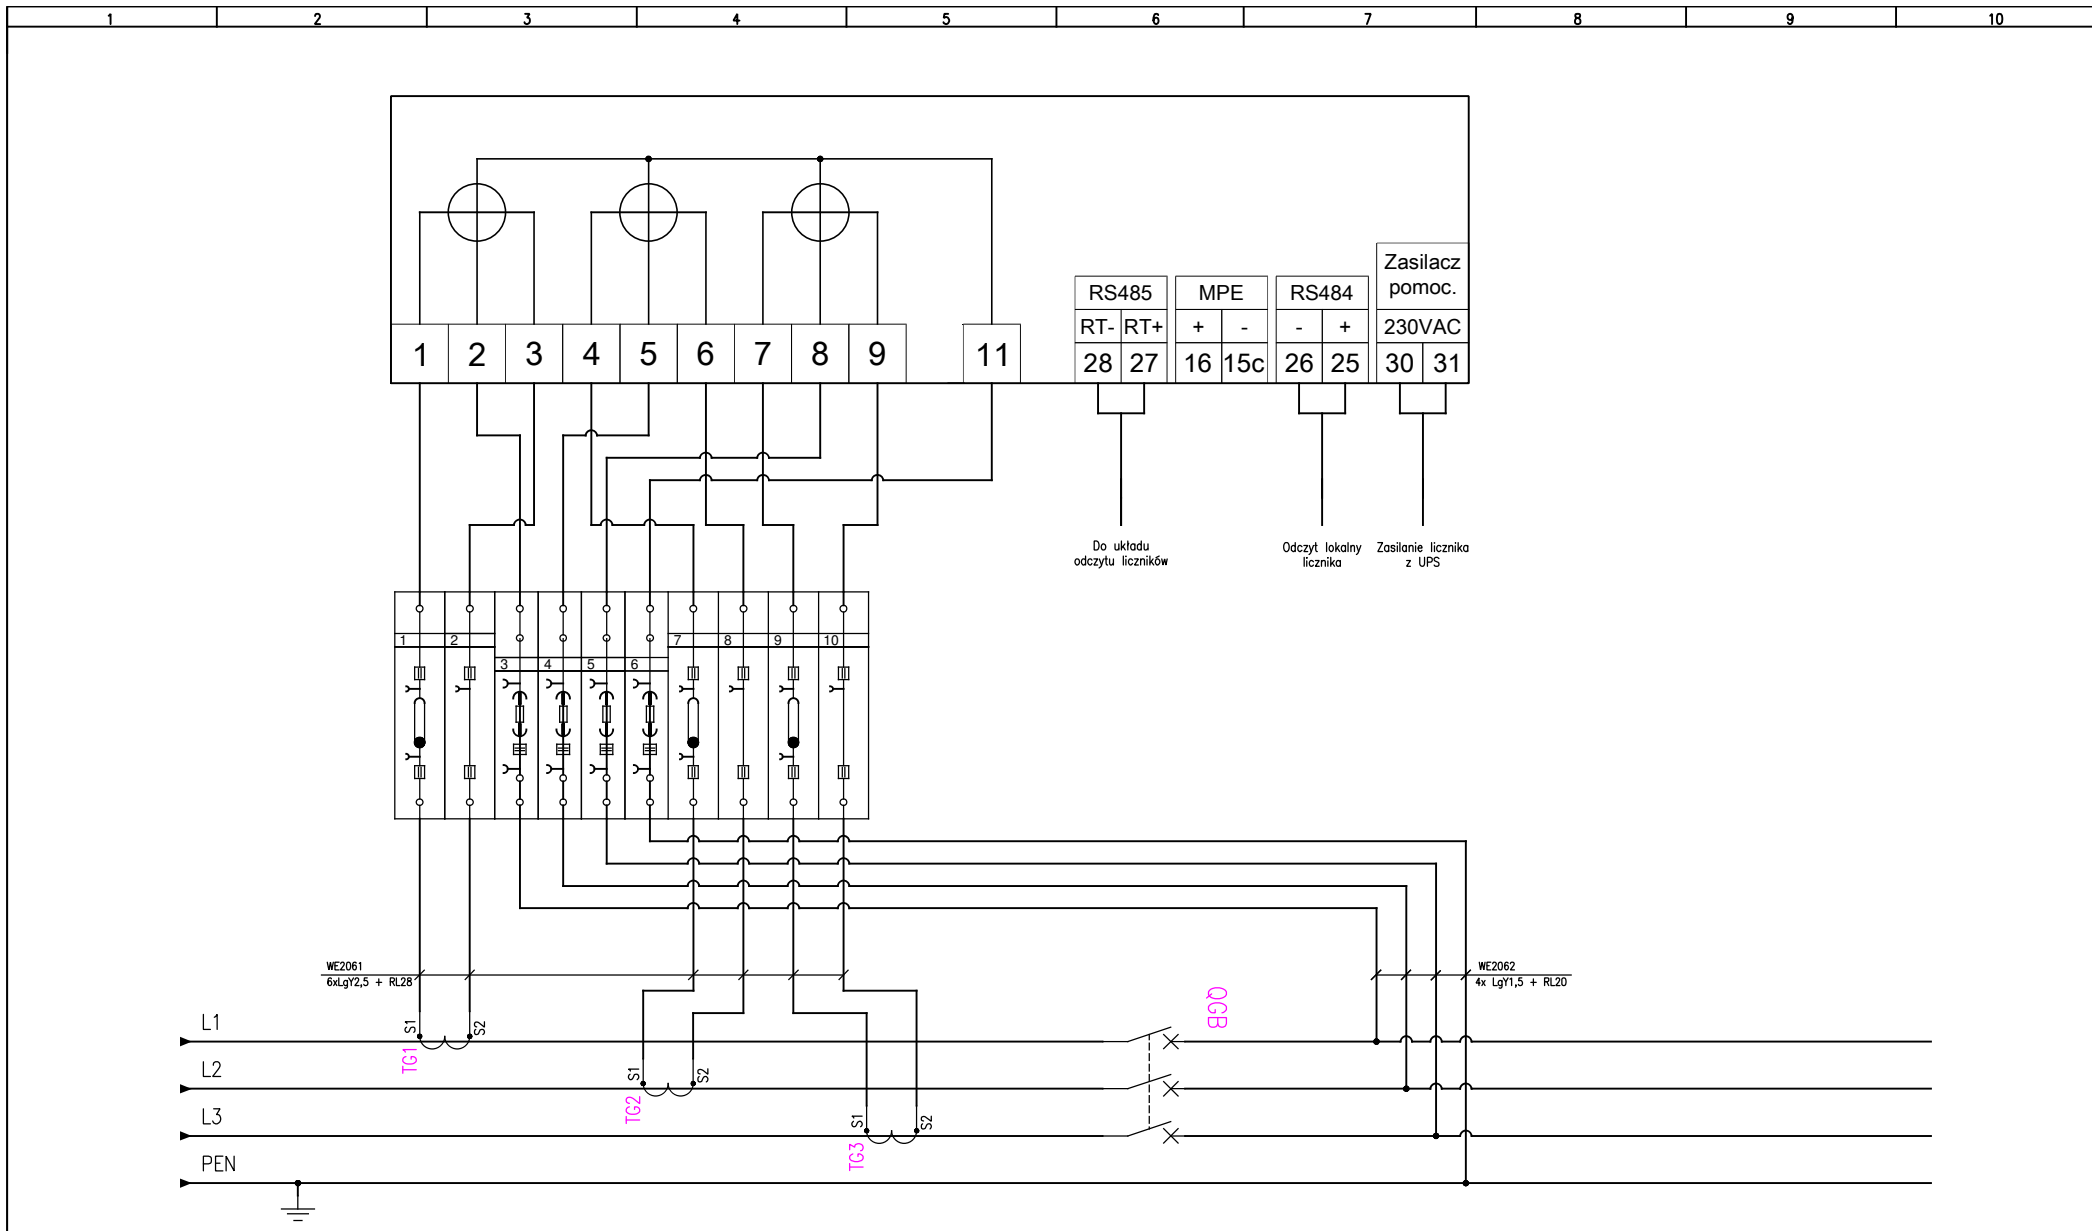 1 2 3 4 5 6 7 8 9 10
Zasilacz
pomoc.
RS485 MPE RS484
RT- RT+ + - - + 230VAC
1 2 3 4 5 6 7 8 9 11 28 27 16 15c 26 25 30 31
Do układu
odczytu liczników
Odczyt lokalny
licznika
Zasilanie licznika
z UPS
1 2 7 8 9 10
3 4 5 6
WE2061
6xLgY2,5 + RL28
WE2062
4x LgY1,5 + RL20
QGB
L1
S1
S2
TG1
L2
S1
S2
TG2
L3
S1
S2
TG3
PEN